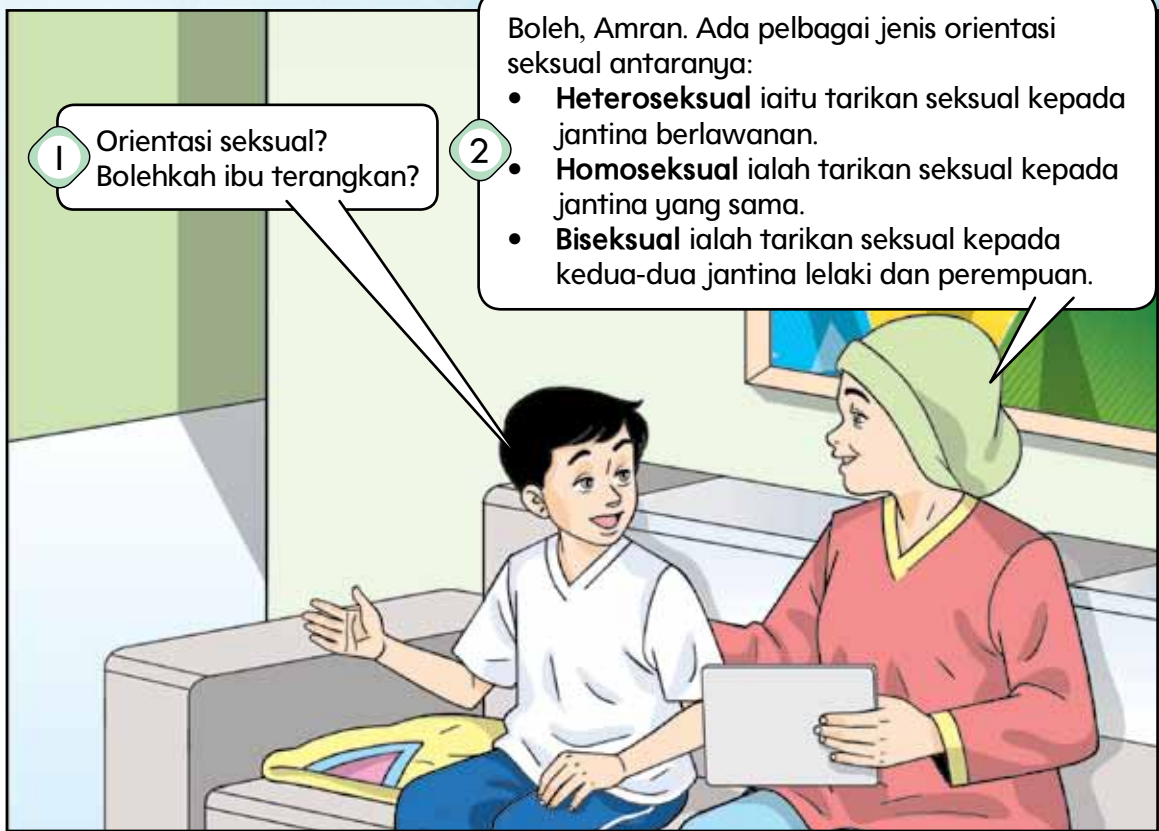 1
Orientasi seksual?
Bolehkah ibu terangkan?
2
Boleh, Amran. Ada pelbagai jenis orientasi
seksual antaranya:
• Heteroseksual iaitu tarikan seksual kepada
jantina berlawanan.
• Homoseksual ialah tarikan seksual kepada
jantina yang sama.
• Biseksual ialah tarikan seksual kepada
kedua-dua jantina lelaki dan perempuan.